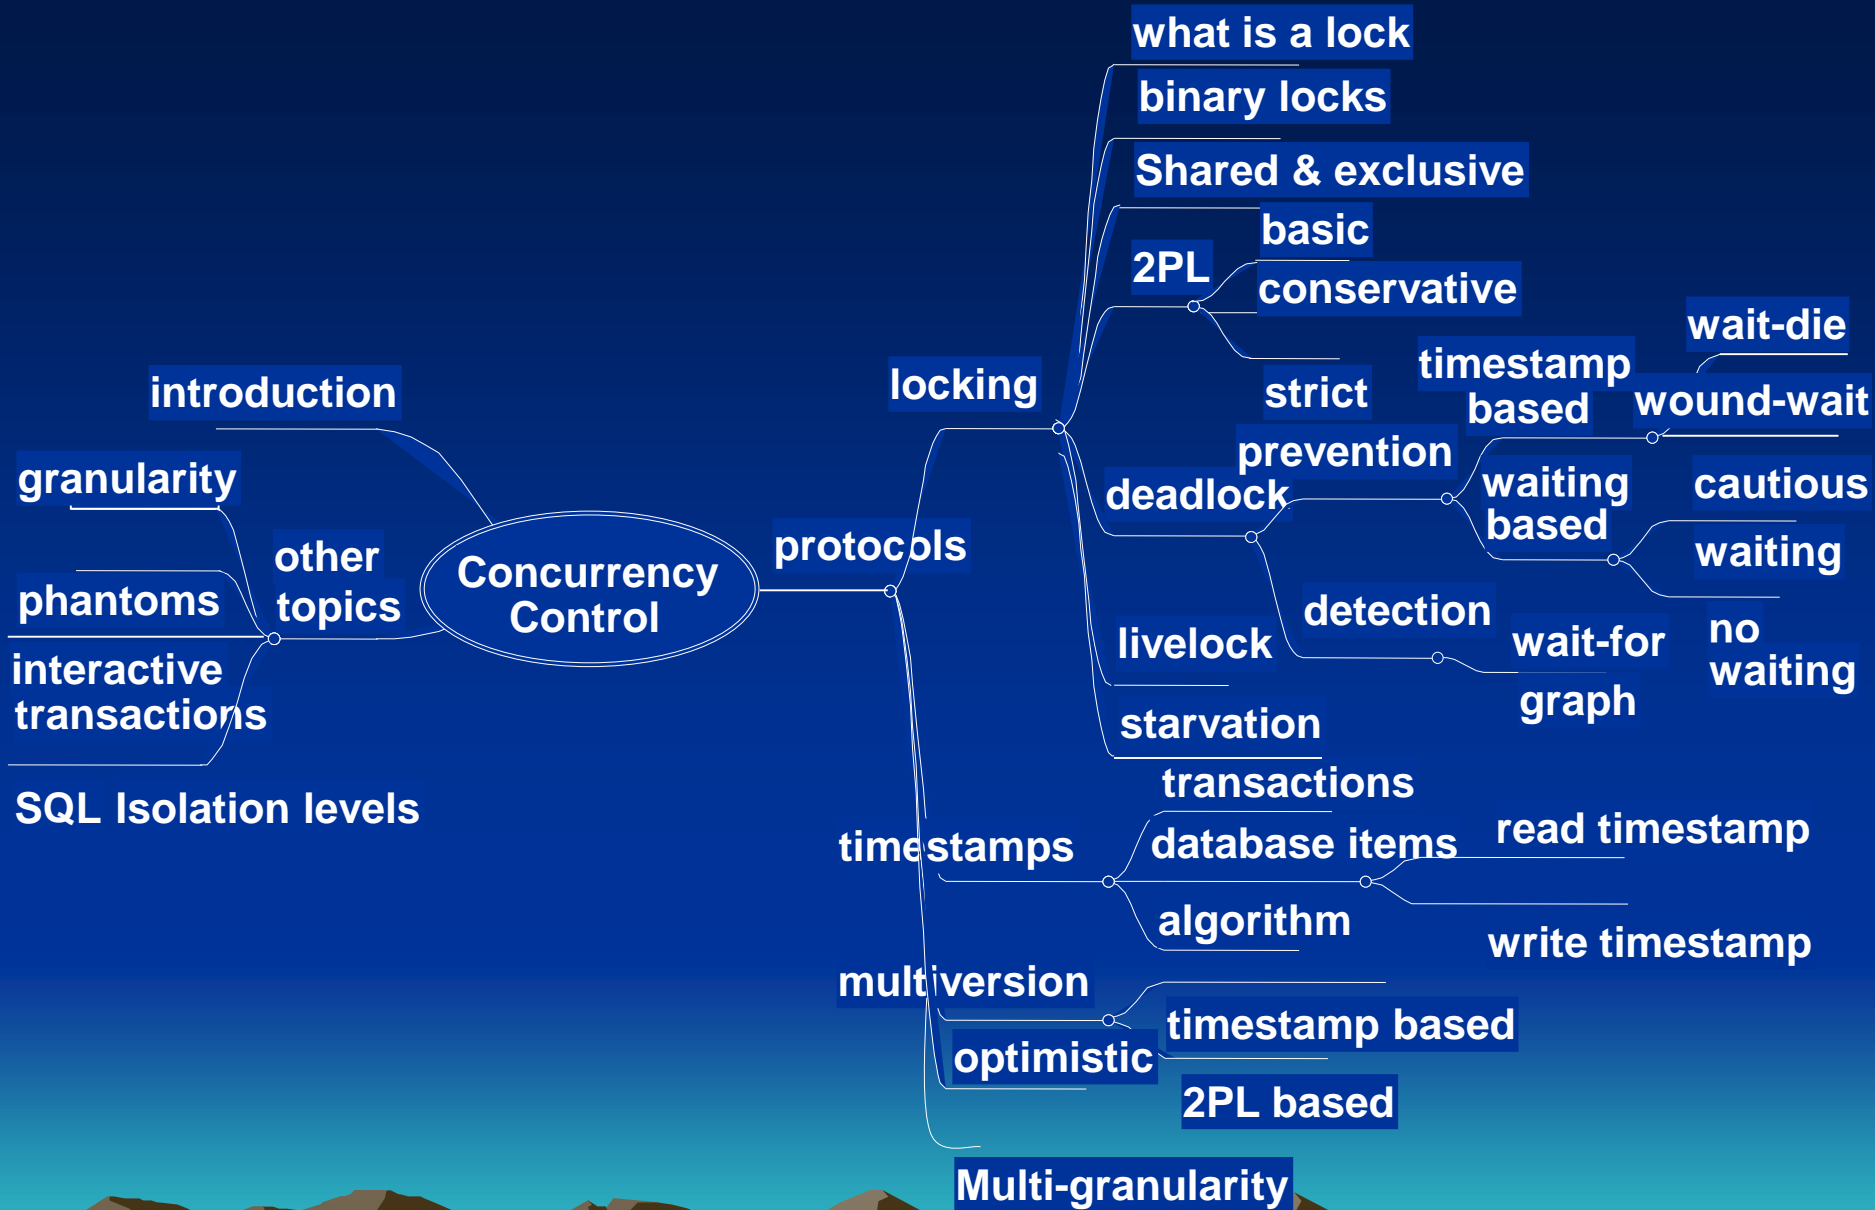 Concurrency
Control
introduction
other
topics
granularity
phantoms
interactive
transactions
SQL Isolation levels
protocols
locking
what is a lock
binary locks
Shared & exclusive
2PL
basic
conservative
strict
deadlock
prevention
timestamp
based
wait-die
wound-wait
waiting
based
cautious
waiting
no
waiting
detection
wait-for
graph
livelock
starvation
timestamps
transactions
database items
read timestamp
write timestamp
algorithm
multiversion
timestamp based
2PL based
optimistic
Multi-granularity